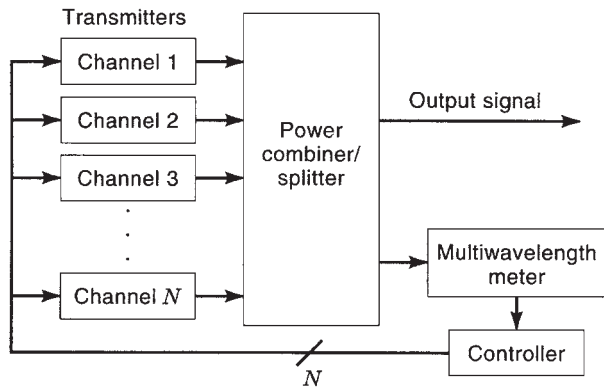 Transmitters
Channel 1
Channel 2
Channel 3
Channel N
Power
combiner/
splitter
Output signal
Multiwavelength
meter
Controller
N